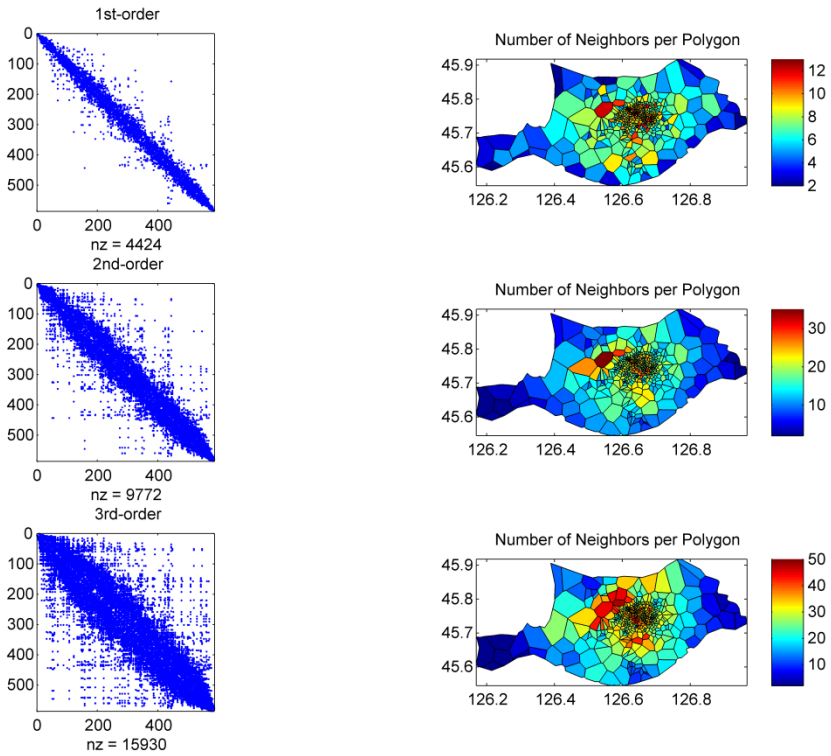 1st-order
0
100
200
300
400
500
0 200 400
nz = 4424
Number of Neighbors per Polygon
45.9
45.8
45.7
45.6
126.2 126.4 126.6 126.8
12
10
8
6
4
2
2nd-order
0
100
200
300
400
500
0 200 400
nz = 9772
Number of Neighbors per Polygon
45.9
45.8
45.7
45.6
126.2 126.4 126.6 126.8
30
20
10
3rd-order
0
100
200
300
400
500
0 200 400
nz = 15930
Number of Neighbors per Polygon
45.9
45.8
45.7
45.6
126.2 126.4 126.6 126.8
50
40
30
20
10